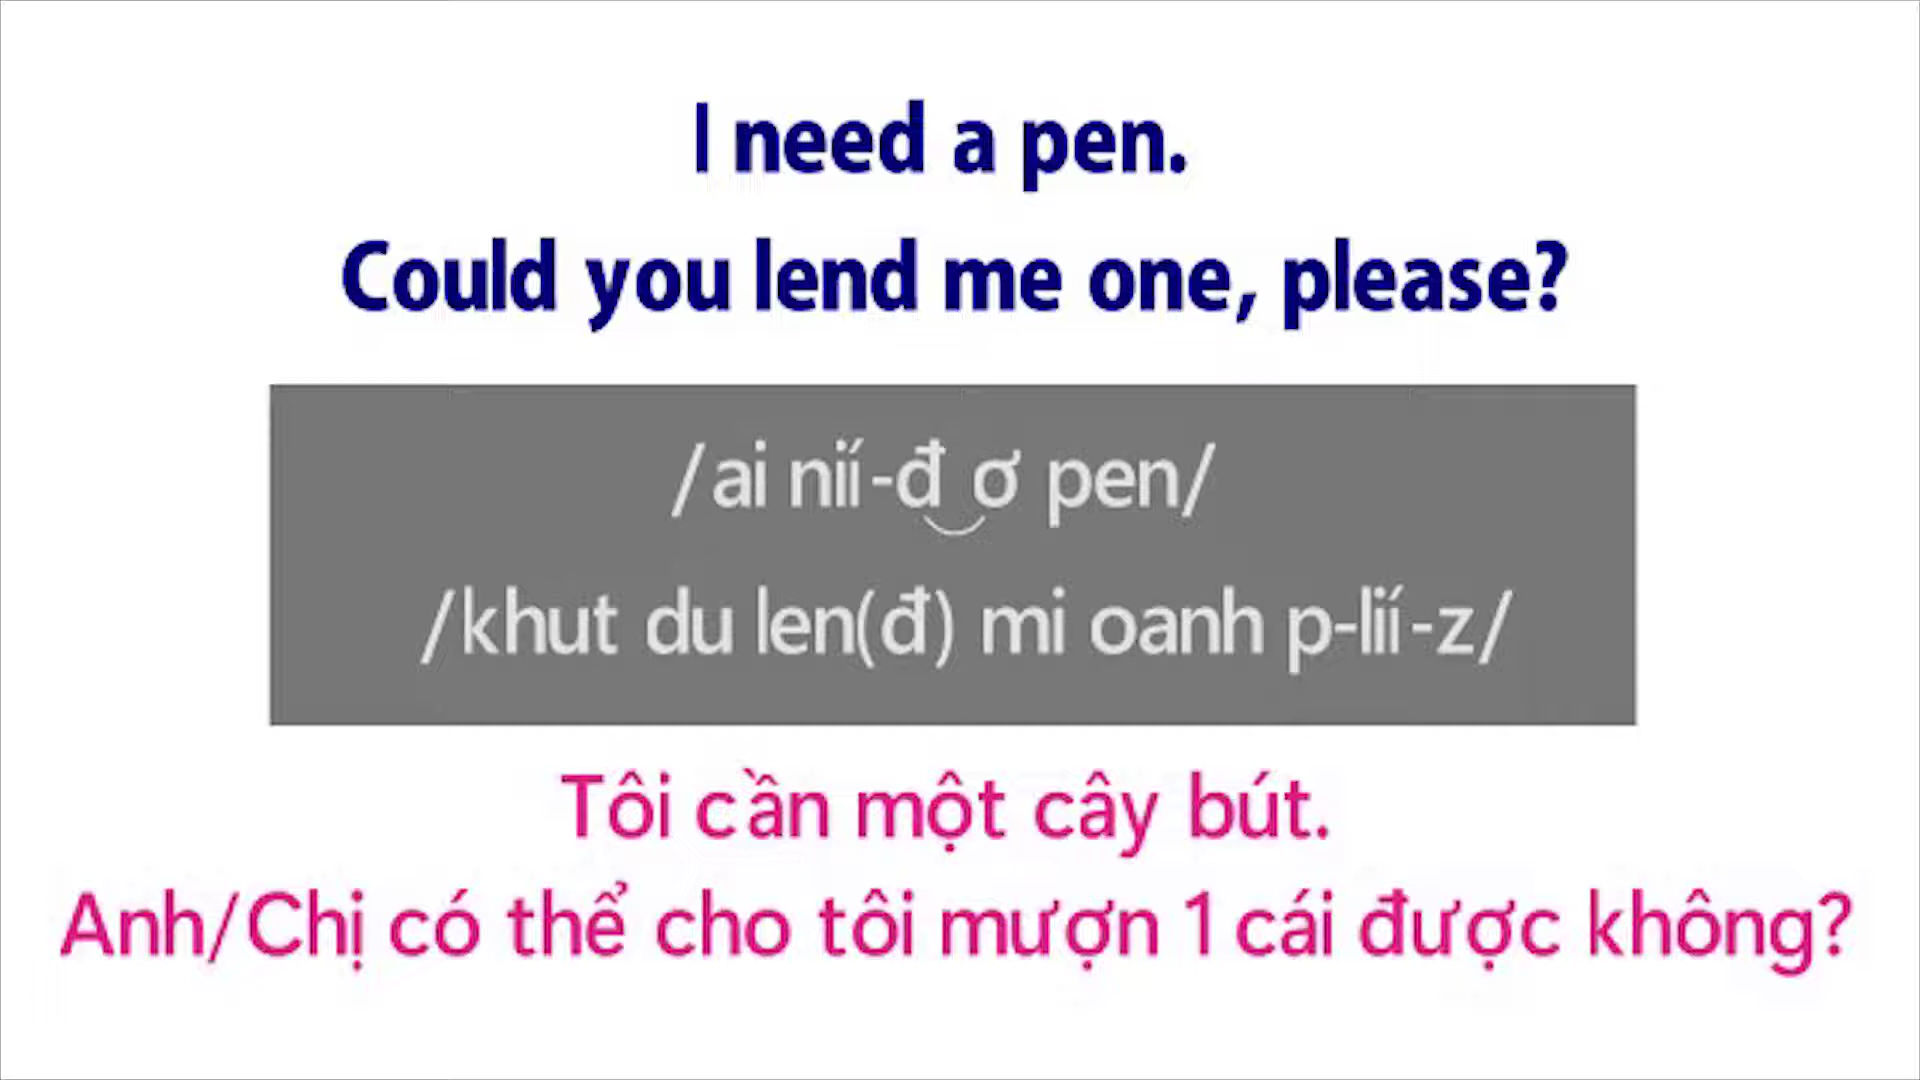 I need a pen.
Could you lend me one, please?
/ai nií-đ ơ pen/
/khut du len(đ) mi oanh p-lií-z/
Tôi cần một cây bút.
Anh/Chị có thể cho tôi mượn 1 cái được không?